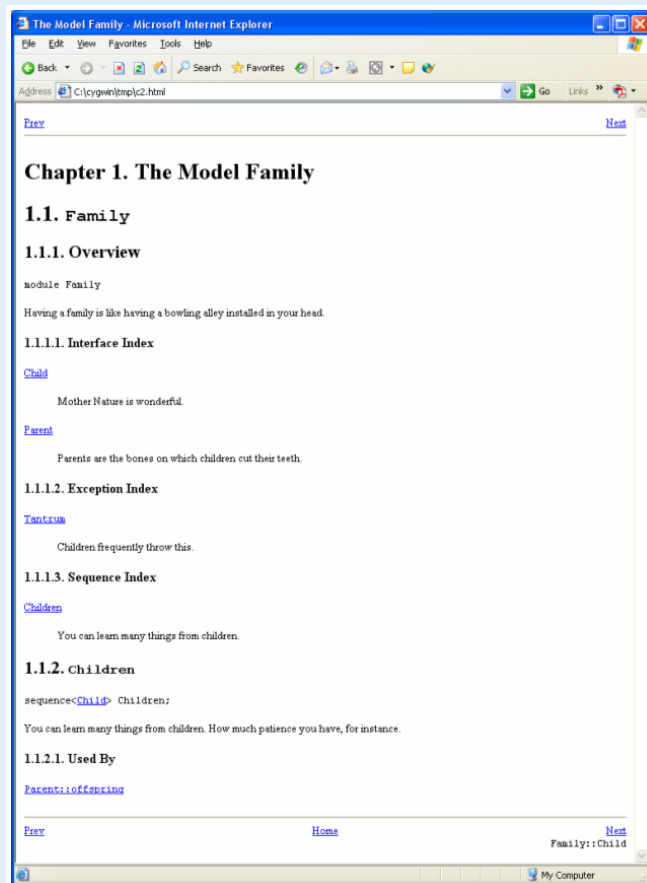 The Model Family - Microsoft Internet Explorer
File Edit View Favorites Tools Help
Back Search Favorites
Address C:\cygwin\tmp\c2.html Go Links »
Prev Next
Chapter 1. The Model Family
1.1. Family
1.1.1. Overview
module Family
Having a family is like having a bowling alley installed in your head.
1.1.1.1. Interface Index
Child
Mother Nature is wonderful.
Parent
Parents are the bones on which children cut their teeth.
1.1.1.2. Exception Index
Tantrum
Children frequently throw this.
1.1.1.3. Sequence Index
Children
You can learn many things from children.
1.1.2. Children
sequence<Child> Children;
You can learn many things from children. How much patience you have, for instance.
1.1.2.1. Used By
Parent::offspring
Prev Home Next
Family::Child
My Computer